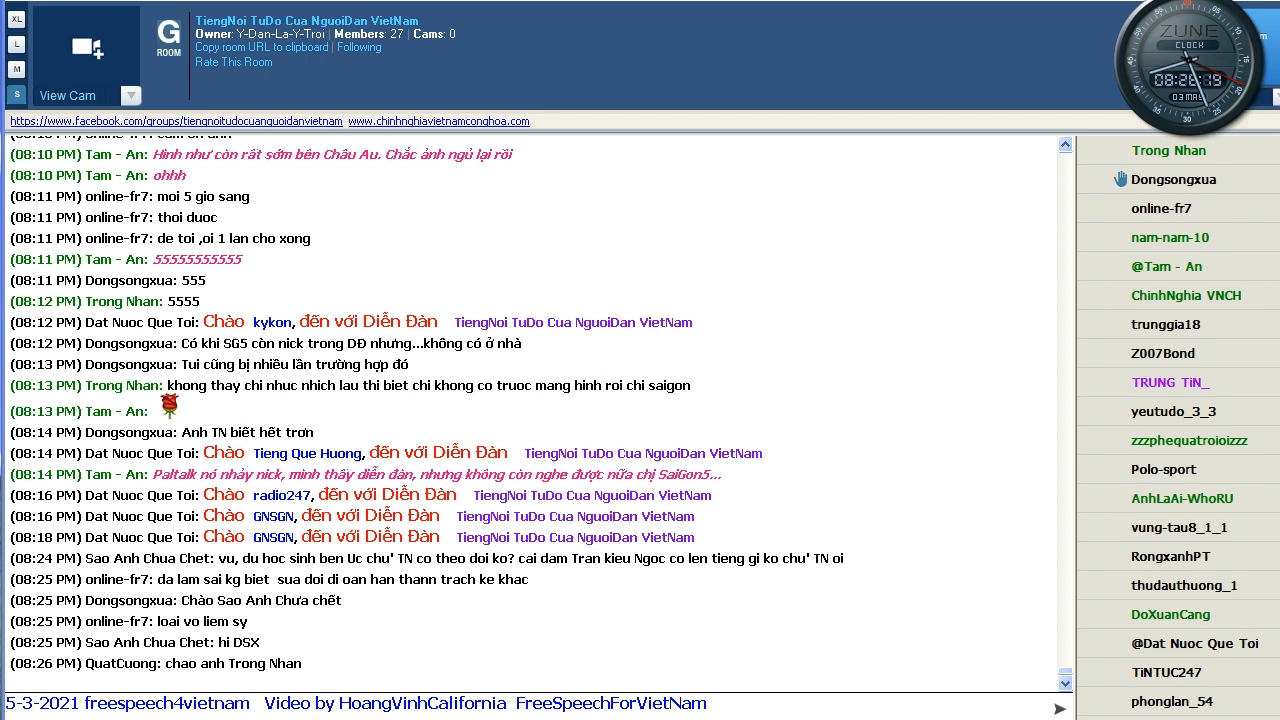 XL
L
M
S
View Cam
G
ROOM
TiengNoi TuDo Cua NguoiDan VietNam
Owner: Y-Dan-La-Y-Troi | Members: 27 | Cams: 0
Copy room URL to clipboard | Following
Rate This Room
ZUNE
CLOCK
08:26:19
03 MAY
https://www.facebook.com/groups/tiengnoitudocuanguoidanvietnam www.chinhnghiavietnamconghoa.com
(08:10 PM) Tam - An: Hình như còn rất sớm bên Châu Au. Chắc ảnh ngủ lại rồi
(08:10 PM) Tam - An: ohhh
(08:11 PM) online-fr7: moi 5 gio sang
(08:11 PM) online-fr7: thoi duoc
(08:11 PM) online-fr7: de toi ,oi 1 lan cho xong
(08:11 PM) Tam - An: 55555555555
(08:11 PM) Dongsongxua: 555
(08:12 PM) Trong Nhan: 5555
(08:12 PM) Dat Nuoc Que Toi: Chào kykon, đến với Diễn Đàn TiengNoi TuDo Cua NguoiDan VietNam
(08:12 PM) Dongsongxua: Có khi SG5 còn nick trong DĐ nhưng...không có ở nhà
(08:13 PM) Dongsongxua: Tui cũng bị nhiều lần trường hợp đó
(08:13 PM) Trong Nhan: khong thay chi nhuc nhich lau thi biet chi khong co truoc mang hinh roi chi saigon
(08:13 PM) Tam - An:
(08:14 PM) Dongsongxua: Anh TN biết hết trơn
(08:14 PM) Dat Nuoc Que Toi: Chào Tieng Que Huong, đến với Diễn Đàn TiengNoi TuDo Cua NguoiDan VietNam
(08:14 PM) Tam - An: Paltalk nó nhảy nick, mình thấy diễn đàn, nhưng không còn nghe được nữa chị SaiGon5...
(08:16 PM) Dat Nuoc Que Toi: Chào radio247, đến với Diễn Đàn TiengNoi TuDo Cua NguoiDan VietNam
(08:16 PM) Dat Nuoc Que Toi: Chào GNSGN, đến với Diễn Đàn TiengNoi TuDo Cua NguoiDan VietNam
(08:18 PM) Dat Nuoc Que Toi: Chào GNSGN, đến với Diễn Đàn TiengNoi TuDo Cua NguoiDan VietNam
(08:24 PM) Sao Anh Chua Chet: vu, du hoc sinh ben Uc chu' TN co theo doi ko? cai dam Tran kieu Ngoc co len tieng gi ko chu' TN oi
(08:25 PM) online-fr7: da lam sai kg biet sua doi di oan han thann trach ke khac
(08:25 PM) Dongsongxua: Chào Sao Anh Chưa chết
(08:25 PM) online-fr7: loai vo liem sy
(08:25 PM) Sao Anh Chua Chet: hi DSX
(08:26 PM) QuatCuong: chao anh Trong Nhan
Trong Nhan
Dongsongxua
online-fr7
nam-nam-10
@Tam - An
ChinhNghia VNCH
trunggia18
Z007Bond
TRUNG TiN_
yeutudo_3_3
zzzphequatroioizzz
Polo-sport
AnhLaAi-WhoRU
vung-tau8_1_1
RongxanhPT
thudauthuong_1
DoXuanCang
@Dat Nuoc Que Toi
TiNTUC247
phonglan_54
5-3-2021 freespeech4vietnam Video by HoangVinhCalifornia FreeSpeechForVietNam